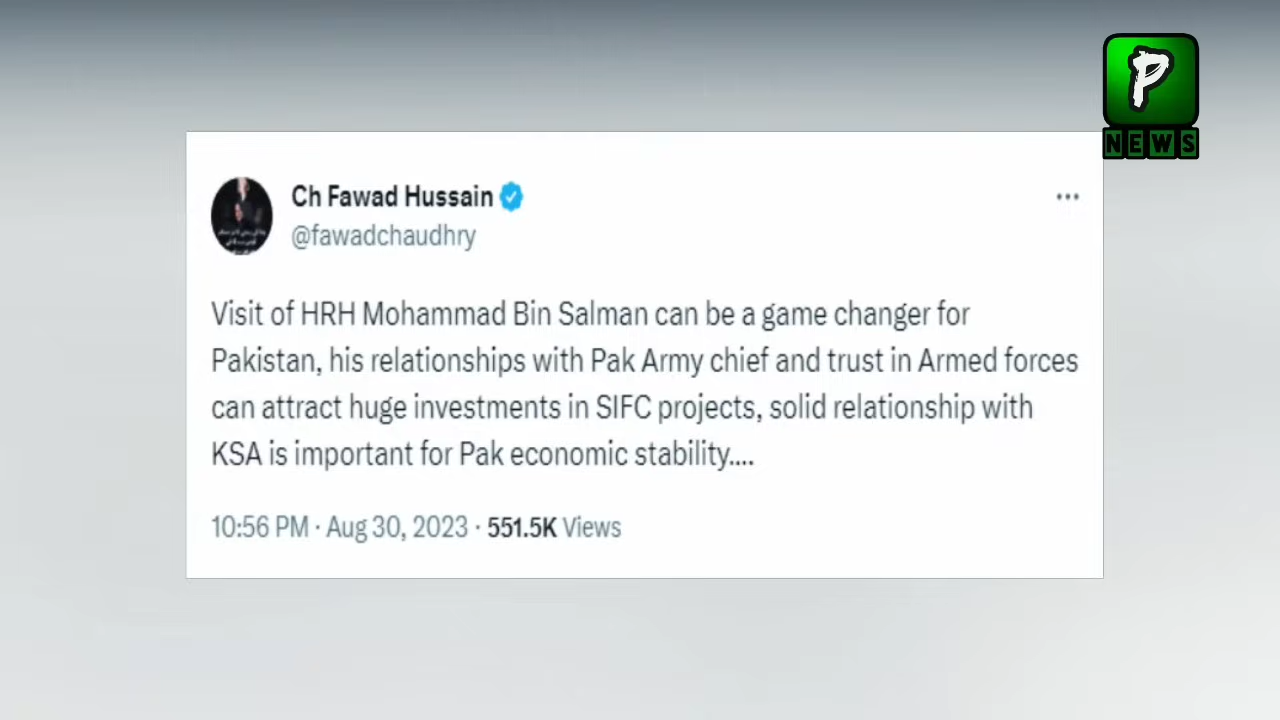 P
NEWS
Ch Fawad Hussain
@fawadchaudhry
Visit of HRH Mohammad Bin Salman can be a game changer for
Pakistan, his relationships with Pak Army chief and trust in Armed forces
can attract huge investments in SIFC projects, solid relationship with
KSA is important for Pak economic stability....
10:56 PM · Aug 30, 2023 · 551.5K Views